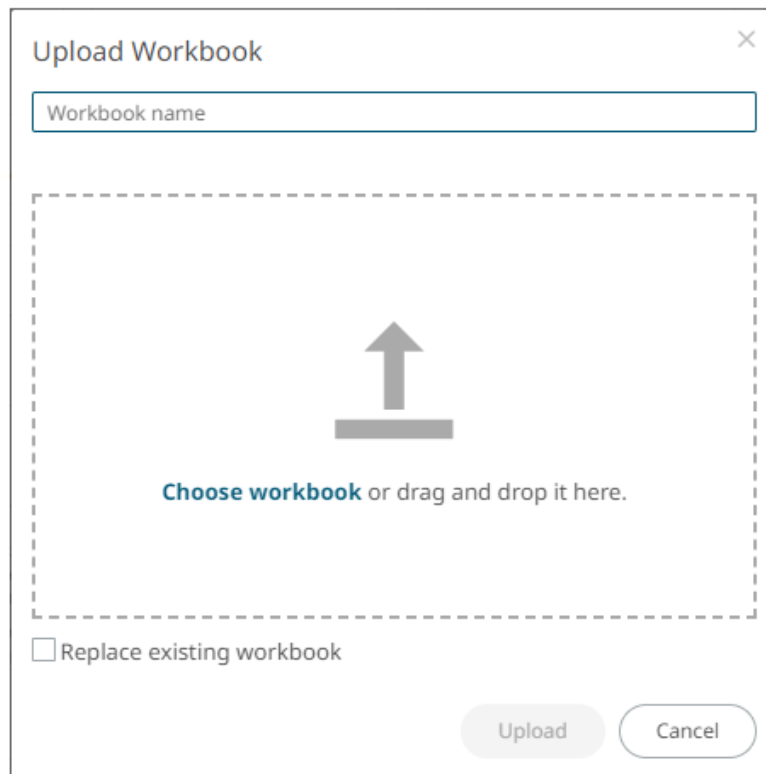 Upload Workbook
Workbook name
Choose workbook or drag and drop it here.
Replace existing workbook
Upload Cancel